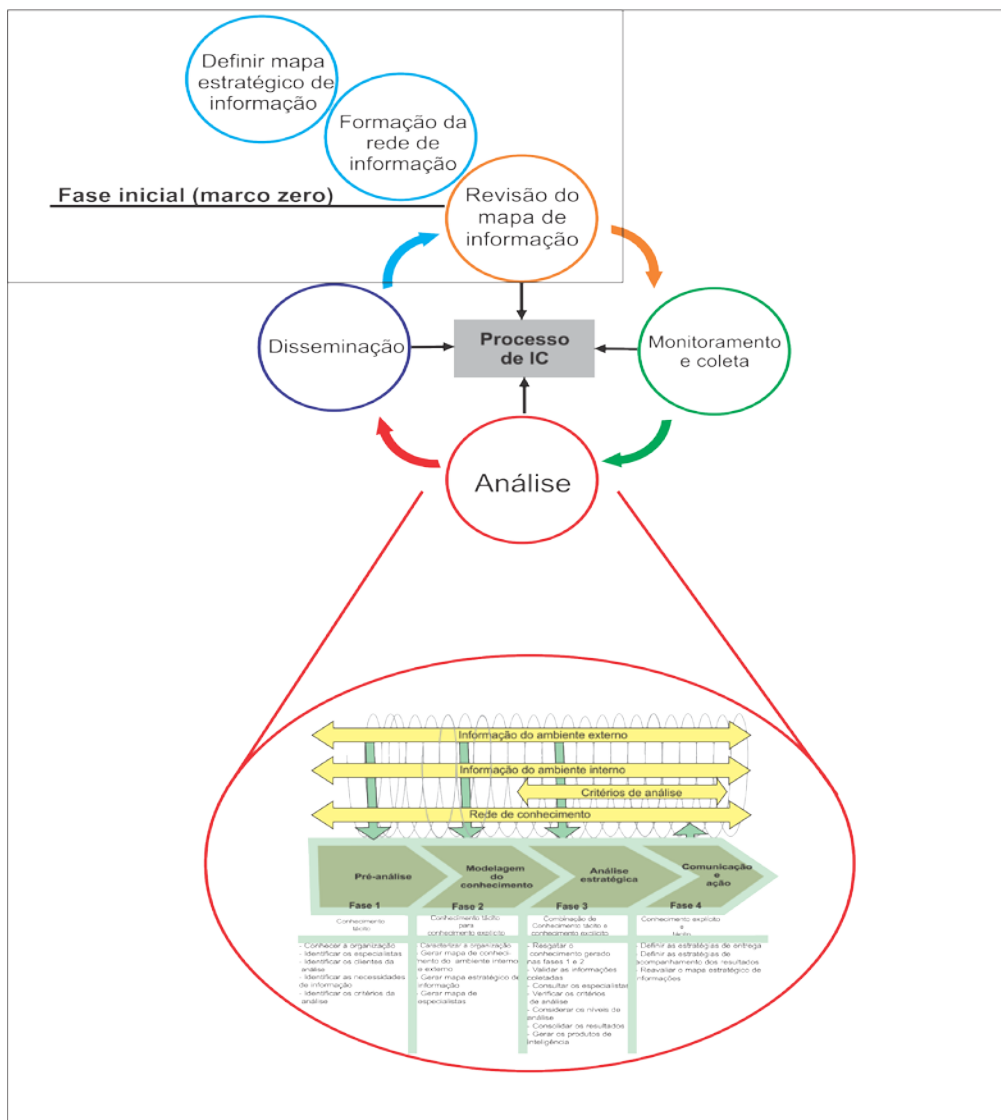 Definir mapa
estratégico de
informação
Formação da
rede de
informação
Fase inicial (marco zero)
Revisão do
mapa de
informação
Disseminação
Processo
de IC
Monitoramento
e coleta
Análise
Informação do ambiente externo
Informação do ambiente interno
Critérios de análise
Rede de conhecimento
Pré-análise
Fase 1
Modelagem
do
conhecimento
Fase 2
Análise
estratégica
Fase 3
Comunicação
e
ação
Fase 4
Conhecimento
tácito
Conhecimento tácito
para
conhecimento explícito
Combinação de
Conhecimento tácito e
conhecimento explícito
Conhecimento explícito
e
tácito
- Conhecer a organização
- Identificar os especialistas
- Identificar os clientes da
análise
- Identificar as necessidades
de informação
- Identificar os critérios da
análise
- Caracterizar a organização
- Gerar mapa de conheci-
mento do ambiente interno
e externo
- Gerar mapa estratégico de
informação
- Gerar mapa de
especialistas
- Resgatar o
conhecimento gerado
nas fases 1 e 2
- Validar as informações
coletadas
- Consultar os especialistas
- Verificar os critérios
de análise
- Considerar os níveis de
análise
- Consolidar os resultados
- Gerar os produtos de
inteligência
- Definir as estratégias de entrega
- Definir as estratégias de
acompanhamento dos resultados
- Reavaliar o mapa estratégico de
informações